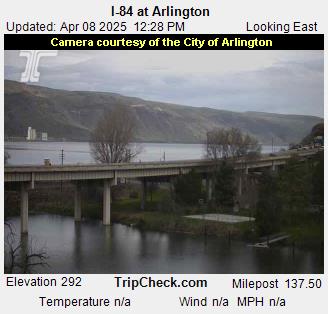 I-84 at Arlington
Updated: Apr 08 2025 12:28 PM Looking East
Camera courtesy of the City of Arlington
Elevation 292 TripCheck.com Milepost 137.50
Temperature n/a Wind n/a MPH n/a